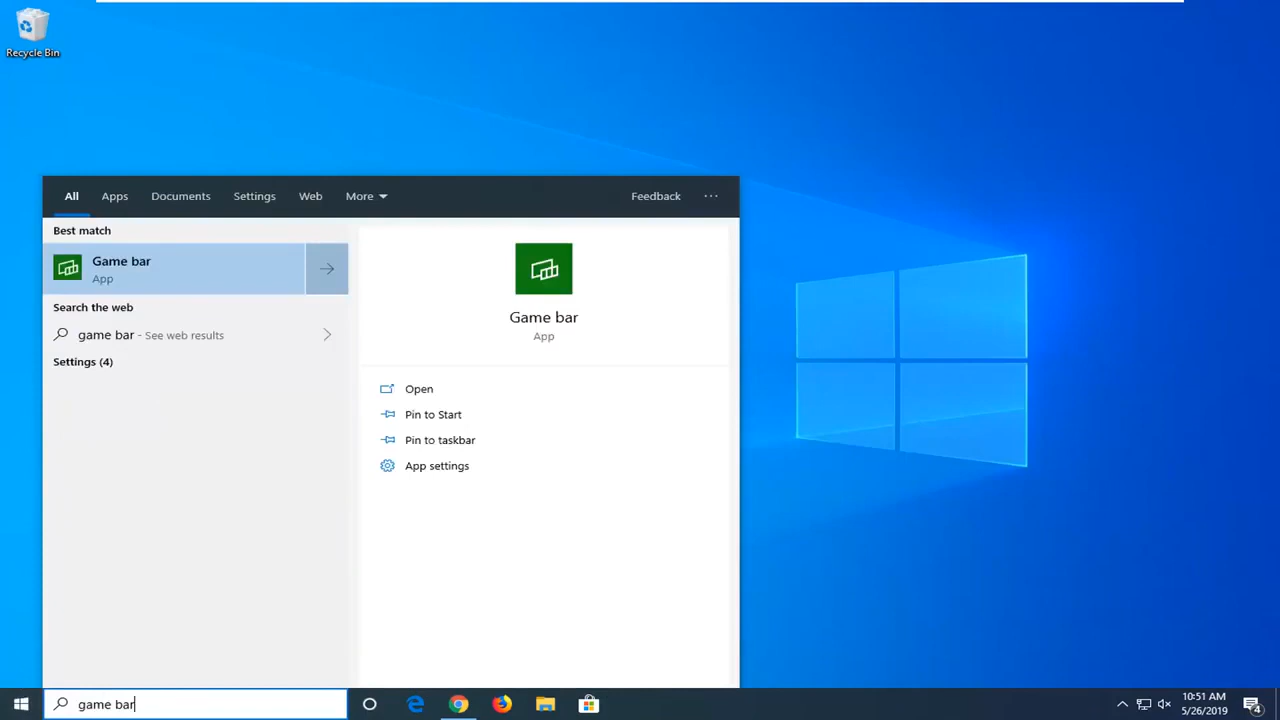 Recycle Bin
All Apps Documents Settings Web More Feedback ···
Best match
Game bar
App
Search the web
game bar - See web results
Settings (4)
Game bar
App
Open
Pin to Start
Pin to taskbar
App settings
game bar
10:51 AM
5/26/2019
4